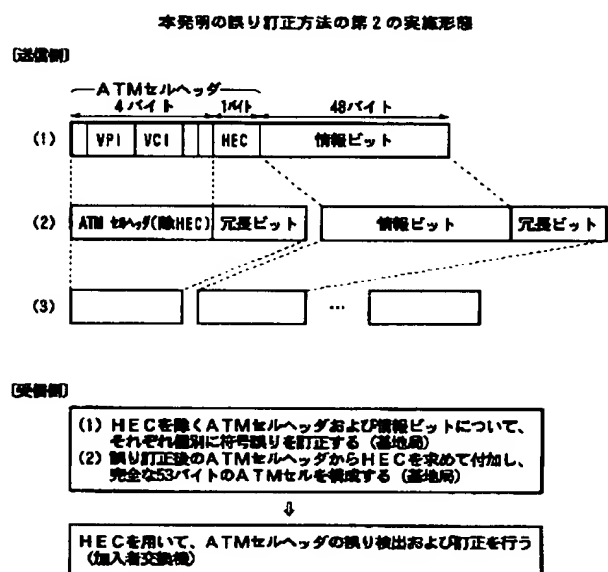 本発明の誤り訂正方法の第2の実施形態
[送信側]
ATMセルヘッダ
4バイト 1バイト 48バイト
(1) VPI VCI HEC 情報ビット
(2) ATMセルヘッダ(除HEC) 冗長ビット 情報ビット 冗長ビット
(3) …
[受信側]
(1) HECを除くATMセルヘッダおよび情報ビットについて、
それぞれ個別に符号誤りを訂正する (基地局)
(2) 誤り訂正後のATMセルヘッダからHECを求めて付加し、
完全な53バイトのATMセルを構成する (基地局)
⇩
HECを用いて、ATMセルヘッダの誤り検出および訂正を行う
(加入者交換機)